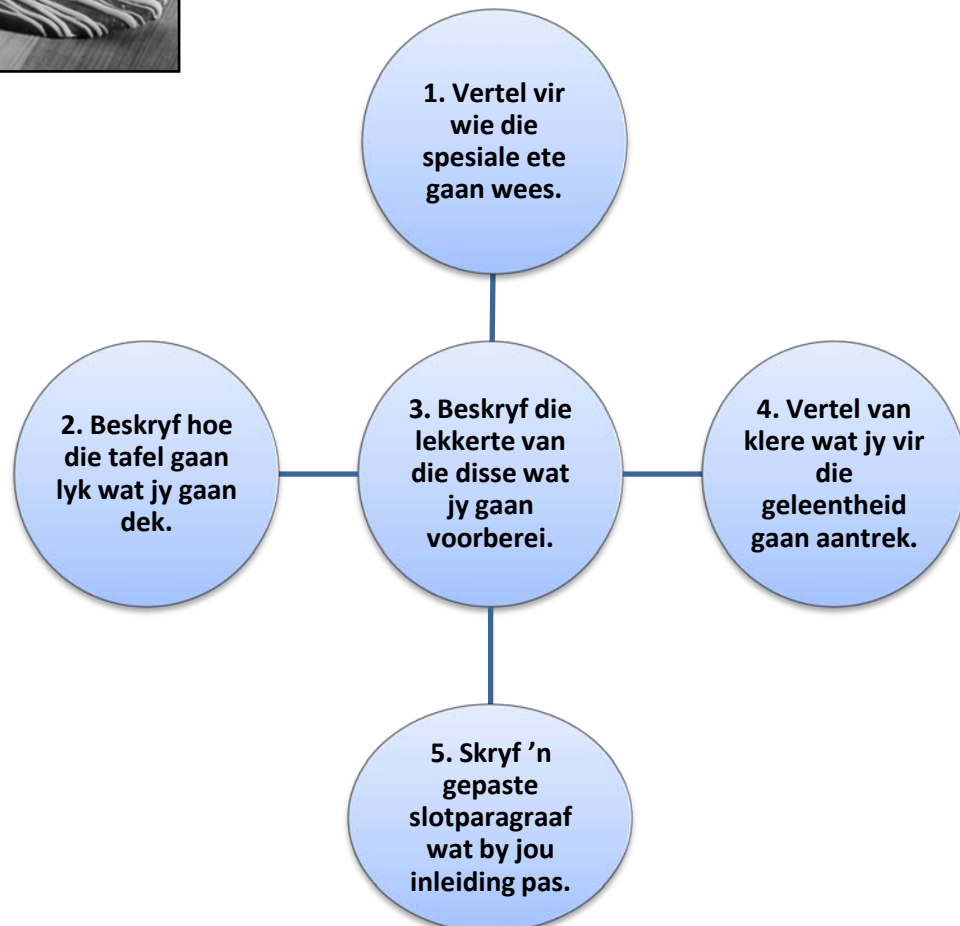 1. Vertel vir
wie die
spesiale ete
gaan wees.
2. Beskryf hoe
die tafel gaan
lyk wat jy gaan
dek.
3. Beskryf die
lekkerte van
die disse wat
jy gaan
voorberei.
4. Vertel van
klere wat jy vir
die
geleentheid
gaan aantrek.
5. Skryf ’n
gepaste
slotparagraaf
wat by jou
inleiding pas.